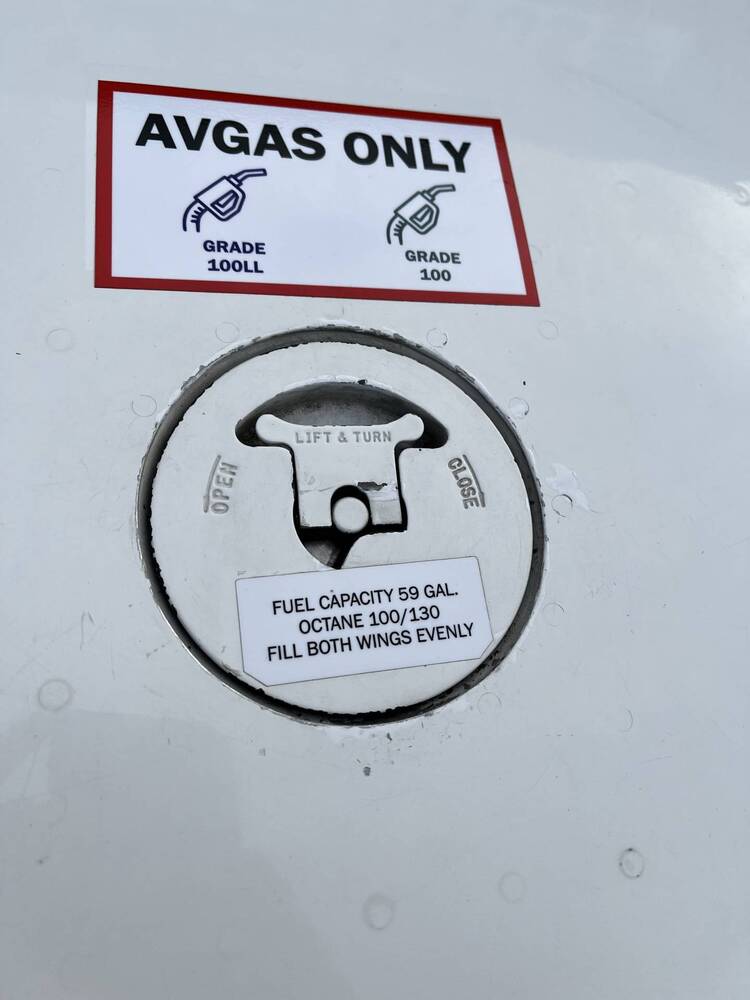 AVGAS ONLY
GRADE
100LL
GRADE
100
LIFT & TURN
OPEN
CLOSE
FUEL CAPACITY 59 GAL.
OCTANE 100/130
FILL BOTH WINGS EVENLY